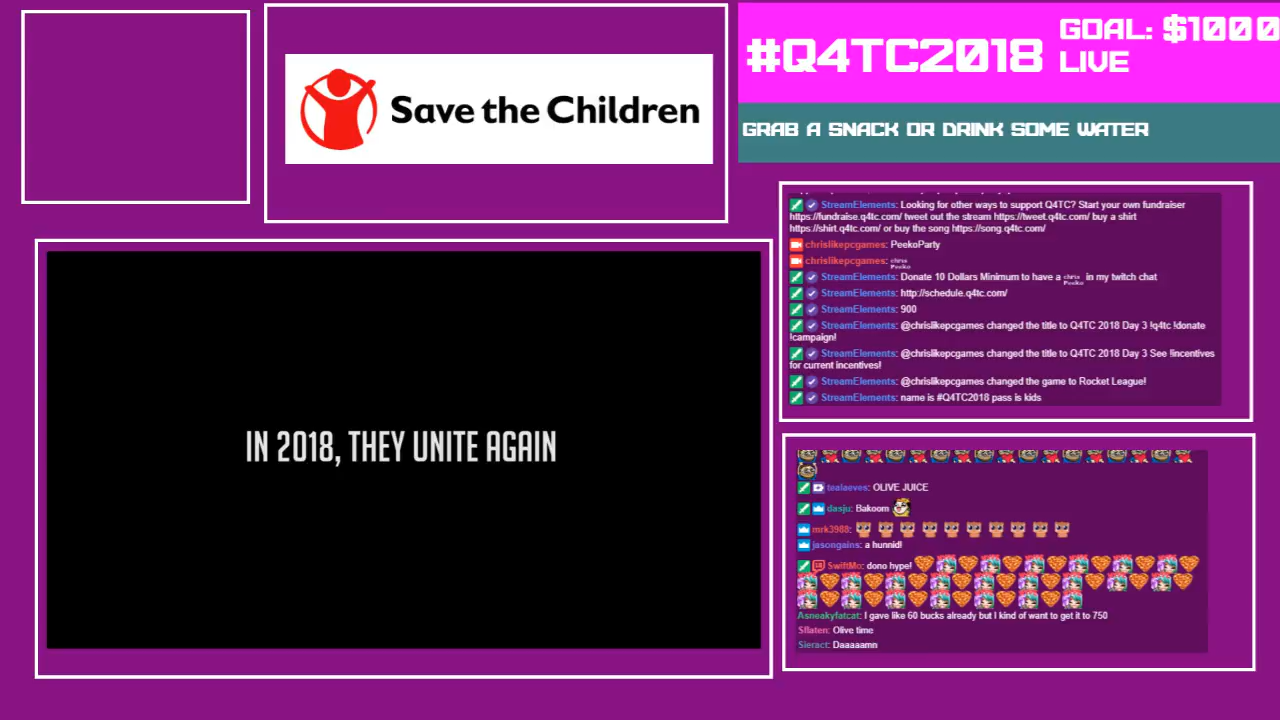 Save the Children
#Q4TC2018
GOAL: $1000
LIVE
GRAB A SNACK OR DRINK SOME WATER
StreamElements: Looking for other ways to support Q4TC? Start your own fundraiser
https://fundraise.q4tc.com/ tweet out the stream https://tweet.q4tc.com/ buy a shirt
https://shirt.q4tc.com/ or buy the song https://song.q4tc.com/
chrislikepcgames: PeekoParty
chrislikepcgames: chris Peeko
StreamElements: Donate 10 Dollars Minimum to have a chris Peeko in my twitch chat
StreamElements: http://schedule.q4tc.com/
StreamElements: 900
StreamElements: @chrislikepcgames changed the title to Q4TC 2018 Day 3 !q4tc !donate
!campaign!
StreamElements: @chrislikepcgames changed the title to Q4TC 2018 Day 3 See !incentives
for current incentives!
StreamElements: @chrislikepcgames changed the game to Rocket League!
StreamElements: name is #Q4TC2018 pass is kids
IN 2018, THEY UNITE AGAIN
tealaeves: OLIVE JUICE
dasju: Bakoom
mrk3988:
jasongains: a hunnid!
SwiftMo: dono hype!
Asneakyfatcat: I gave like 60 bucks already but I kind of want to get it to 750
Sflaten: Olive time
Sieract: Daaaaamn